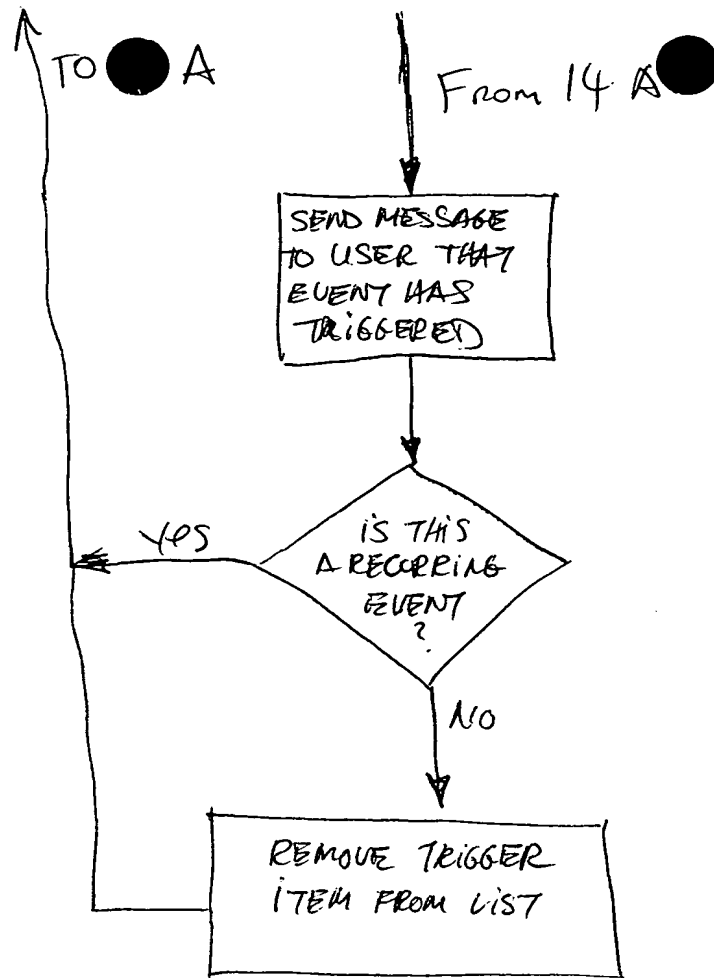 TO A
From 14 A
SEND MESSAGE
TO USER THAT
EVENT HAS
TRIGGERED
IS THIS
A RECORRING
EVENT
?
Yes
NO
REMOVE TRIGGER
ITEM FROM LIST